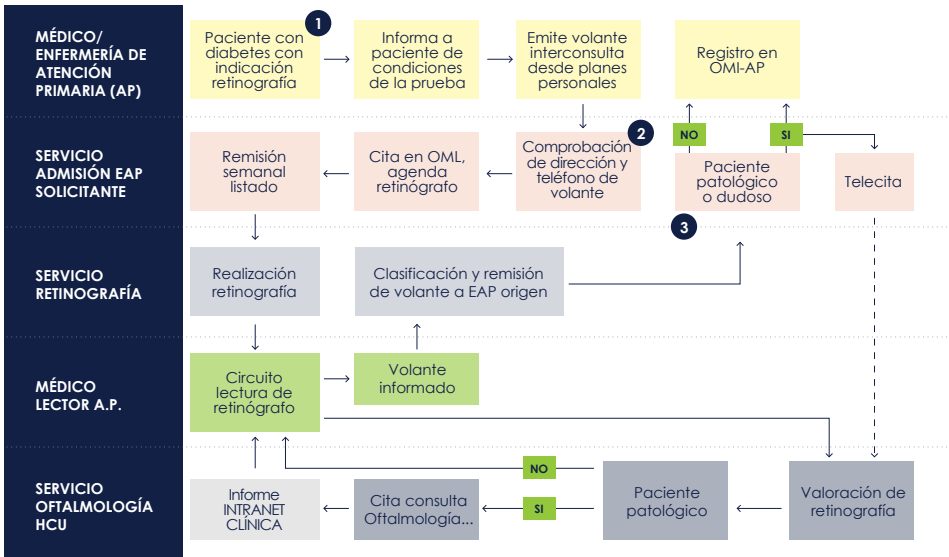 MÉDICO/
ENFERMERÍA DE
ATENCIÓN
PRIMARIA (AP)
Paciente con
diabetes con
indicación
retinografía
1
Informa a
paciente de
condiciones
de la prueba
Emite volante
interconsulta
desde planes
personales
Registro en
OMI-AP
NO
SI
SERVICIO
ADMISIÓN EAP
SOLICITANTE
Remisión
semanal
listado
Cita en OML,
agenda
retinógrafo
Comprobación
de dirección y
teléfono de
volante
2
Paciente
patológico
o dudoso
3
Telecita
SERVICIO
RETINOGRAFÍA
Realización
retinografía
Clasificación y remisión
de volante a EAP origen
MÉDICO
LECTOR A.P.
Circuito
lectura de
retinógrafo
Volante
informado
SERVICIO
OFTALMOLOGÍA
HCU
Informe
INTRANET
CLÍNICA
Cita consulta
Oftalmología...
NO
SI
Paciente
patológico
Valoración de
retinografía